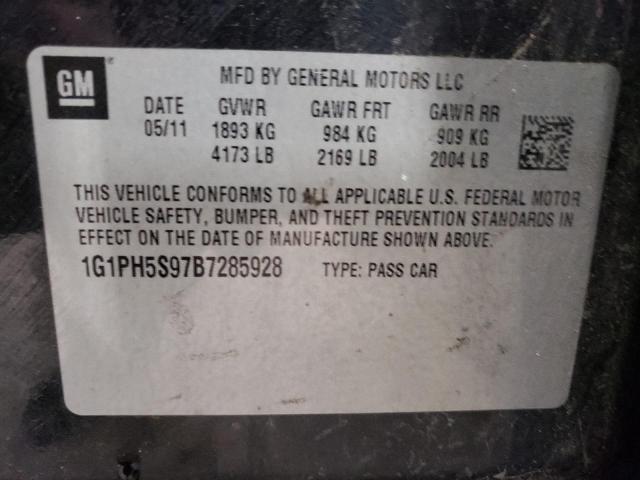 GM
MFD BY GENERAL MOTORS LLC
DATE GVWR GAWR FRT GAWR RR
05/11 1893 KG 984 KG 909 KG
4173 LB 2169 LB 2004 LB
THIS VEHICLE CONFORMS TO ALL APPLICABLE U.S. FEDERAL MOTOR
VEHICLE SAFETY, BUMPER, AND THEFT PREVENTION STANDARDS IN
EFFECT ON THE DATE OF MANUFACTURE SHOWN ABOVE.
1G1PH5S97B7285928 TYPE: PASS CAR